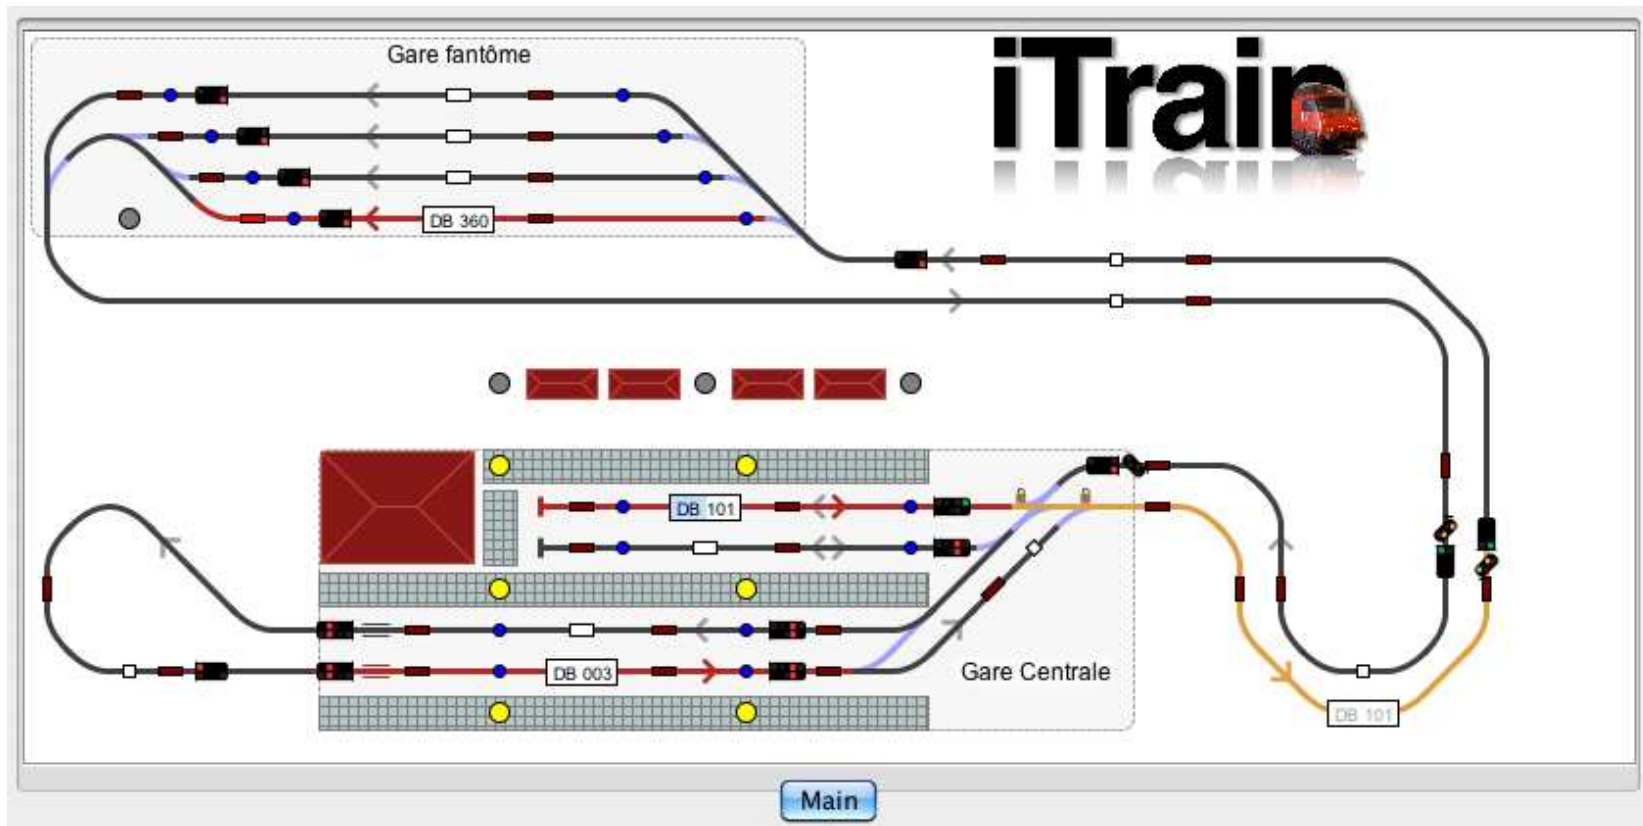 Gare fantôme
iTrain
DB 360
DB 101
DB 003
Gare Centrale
DB 101
Main